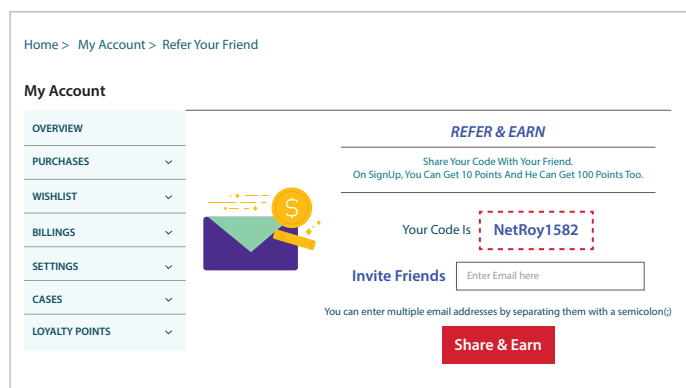 Home > My Account > Refer Your Friend
My Account
OVERVIEW
PURCHASES
WISHLIST
BILLINGS
SETTINGS
CASES
LOYALTY POINTS
REFER & EARN
Share Your Code With Your Friend.
On SignUp, You Can Get 10 Points And He Can Get 100 Points Too.
$
Your Code Is NetRoy1582
Invite Friends Enter Email here
You can enter multiple email addresses by separating them with a semicolon(;)
Share & Earn